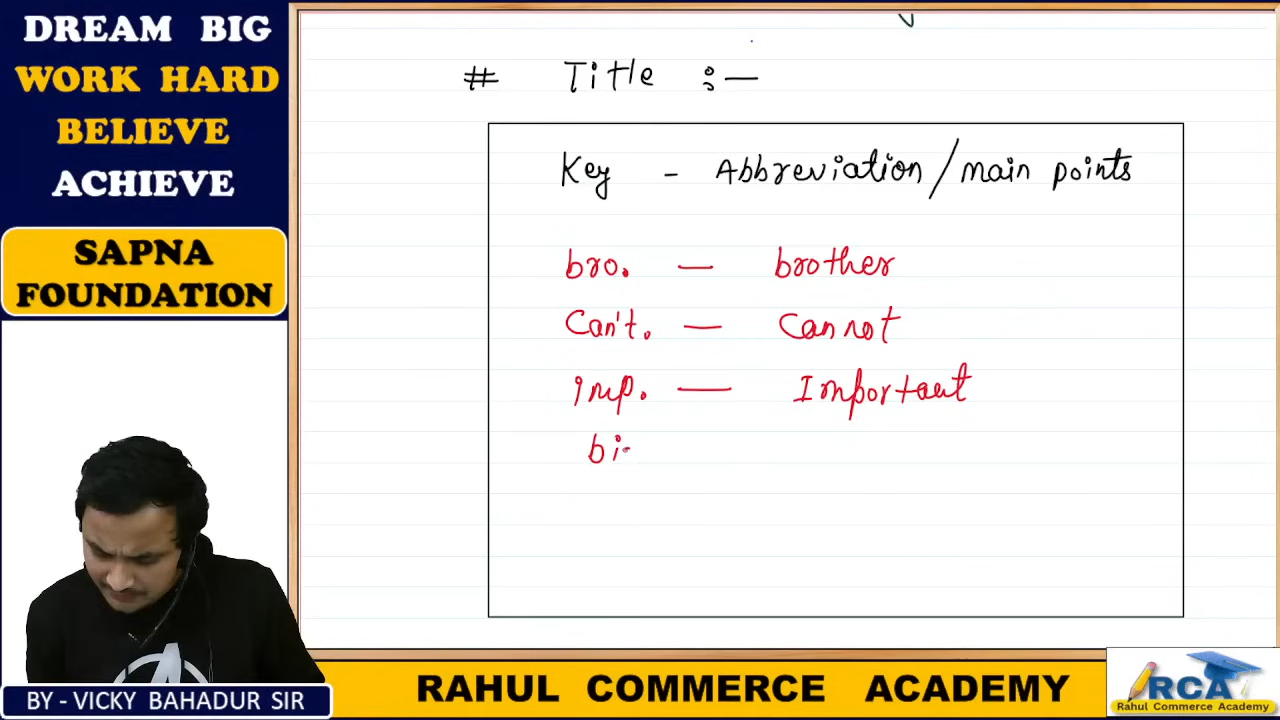 DREAM BIG
WORK HARD
BELIEVE
ACHIEVE
SAPNA
FOUNDATION
# Title :—
Key - Abbreviation/main points
bro. — brother
Can't. — Cannot
imp. — Important
bi
BY - VICKY BAHADUR SIR
RAHUL COMMERCE ACADEMY
RCA
Rahul Commerce Academy